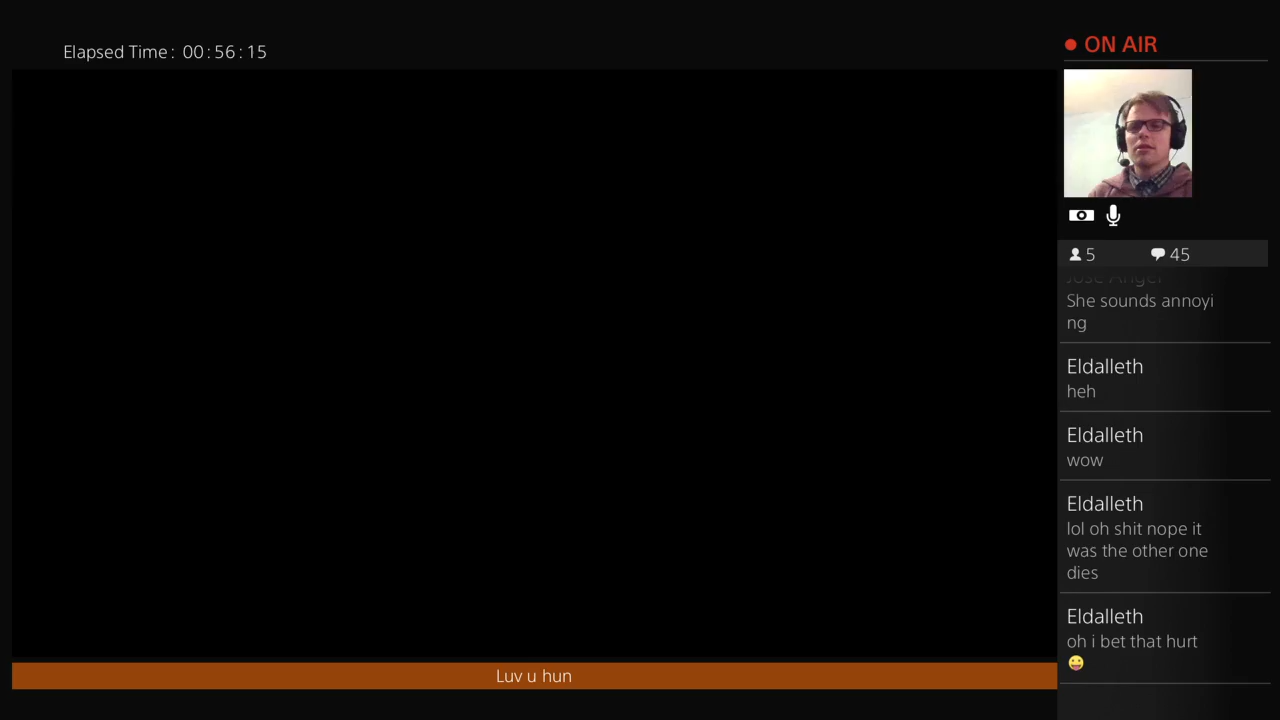 Elapsed Time: 00:56:15
ON AIR
5 45
She sounds annoyi
ng
Eldalleth
heh
Eldalleth
wow
Eldalleth
lol oh shit nope it
was the other one
dies
Eldalleth
oh i bet that hurt
😀
Luv u hun